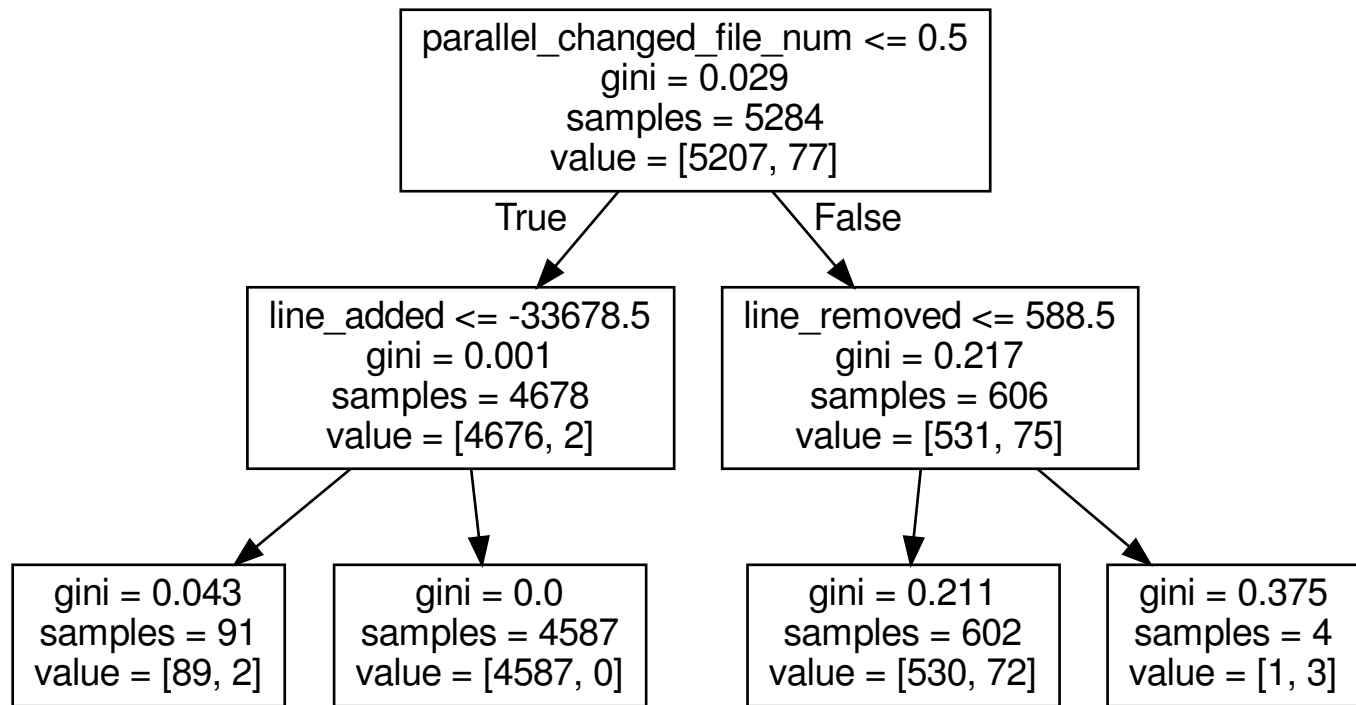 parallel_changed_file_num <= 0.5
gini = 0.029
samples = 5284
value = [5207, 77]
True
False
line_added <= -33678.5
gini = 0.001
samples = 4678
value = [4676, 2]
line_removed <= 588.5
gini = 0.217
samples = 606
value = [531, 75]
gini = 0.043
samples = 91
value = [89, 2]
gini = 0.0
samples = 4587
value = [4587, 0]
gini = 0.211
samples = 602
value = [530, 72]
gini = 0.375
samples = 4
value = [1, 3]